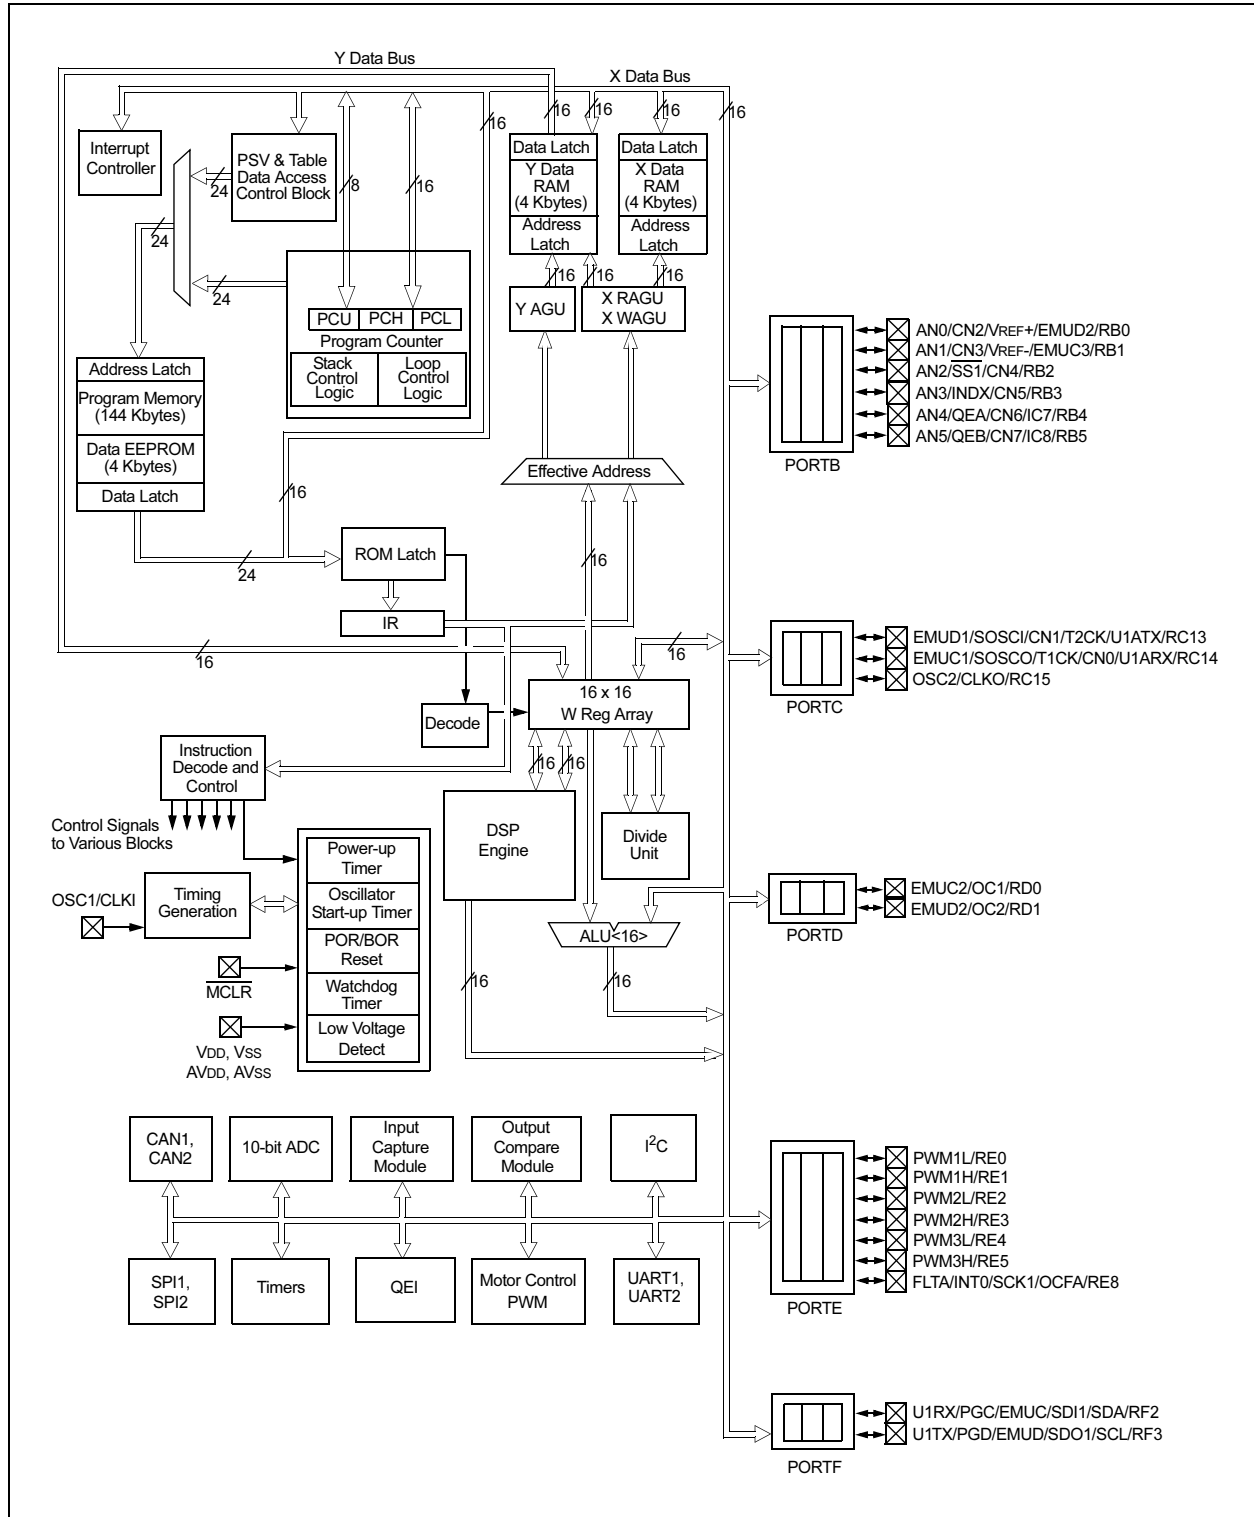 Y Data Bus
X Data Bus
16
16
16
16
16
Interrupt
Controller
PSV & Table
Data Access
Control Block
24
8
16
24
24
Data Latch
Y Data
RAM
(4 Kbytes)
Address
Latch
Data Latch
X Data
RAM
(4 Kbytes)
Address
Latch
16
16
16
Y AGU
X RAGU
X WAGU
PCU
PCH
PCL
Program Counter
Stack
Control
Logic
Loop
Control
Logic
Address Latch
Program Memory
(144 Kbytes)
Data EEPROM
(4 Kbytes)
Data Latch
Effective Address
16
24
16
ROM Latch
IR
16
16
16 x 16
W Reg Array
Decode
16
16
Instruction
Decode and
Control
Control Signals
to Various Blocks
DSP
Engine
Divide
Unit
Power-up
Timer
Oscillator
Start-up Timer
POR/BOR
Reset
Watchdog
Timer
Low Voltage
Detect
OSC1/CLKI
Timing
Generation
MCLR
VDD, VSS
AVDD, AVSS
ALU<16>
16
16
CAN1,
CAN2
10-bit ADC
Input
Capture
Module
Output
Compare
Module
I2C
SPI1,
SPI2
Timers
QEI
Motor Control
PWM
UART1,
UART2
AN0/CN2/VREF+/EMUD2/RB0
AN1/CN3/VREF-/EMUC3/RB1
AN2/SS1/CN4/RB2
AN3/INDX/CN5/RB3
AN4/QEA/CN6/IC7/RB4
AN5/QEB/CN7/IC8/RB5
PORTB
EMUD1/SOSCI/CN1/T2CK/U1ATX/RC13
EMUC1/SOSCO/T1CK/CN0/U1ARX/RC14
OSC2/CLKO/RC15
PORTC
EMUC2/OC1/RD0
EMUD2/OC2/RD1
PORTD
PWM1L/RE0
PWM1H/RE1
PWM2L/RE2
PWM2H/RE3
PWM3L/RE4
PWM3H/RE5
FLTA/INT0/SCK1/OCFA/RE8
PORTE
U1RX/PGC/EMUC/SDI1/SDA/RF2
U1TX/PGD/EMUD/SDO1/SCL/RF3
PORTF